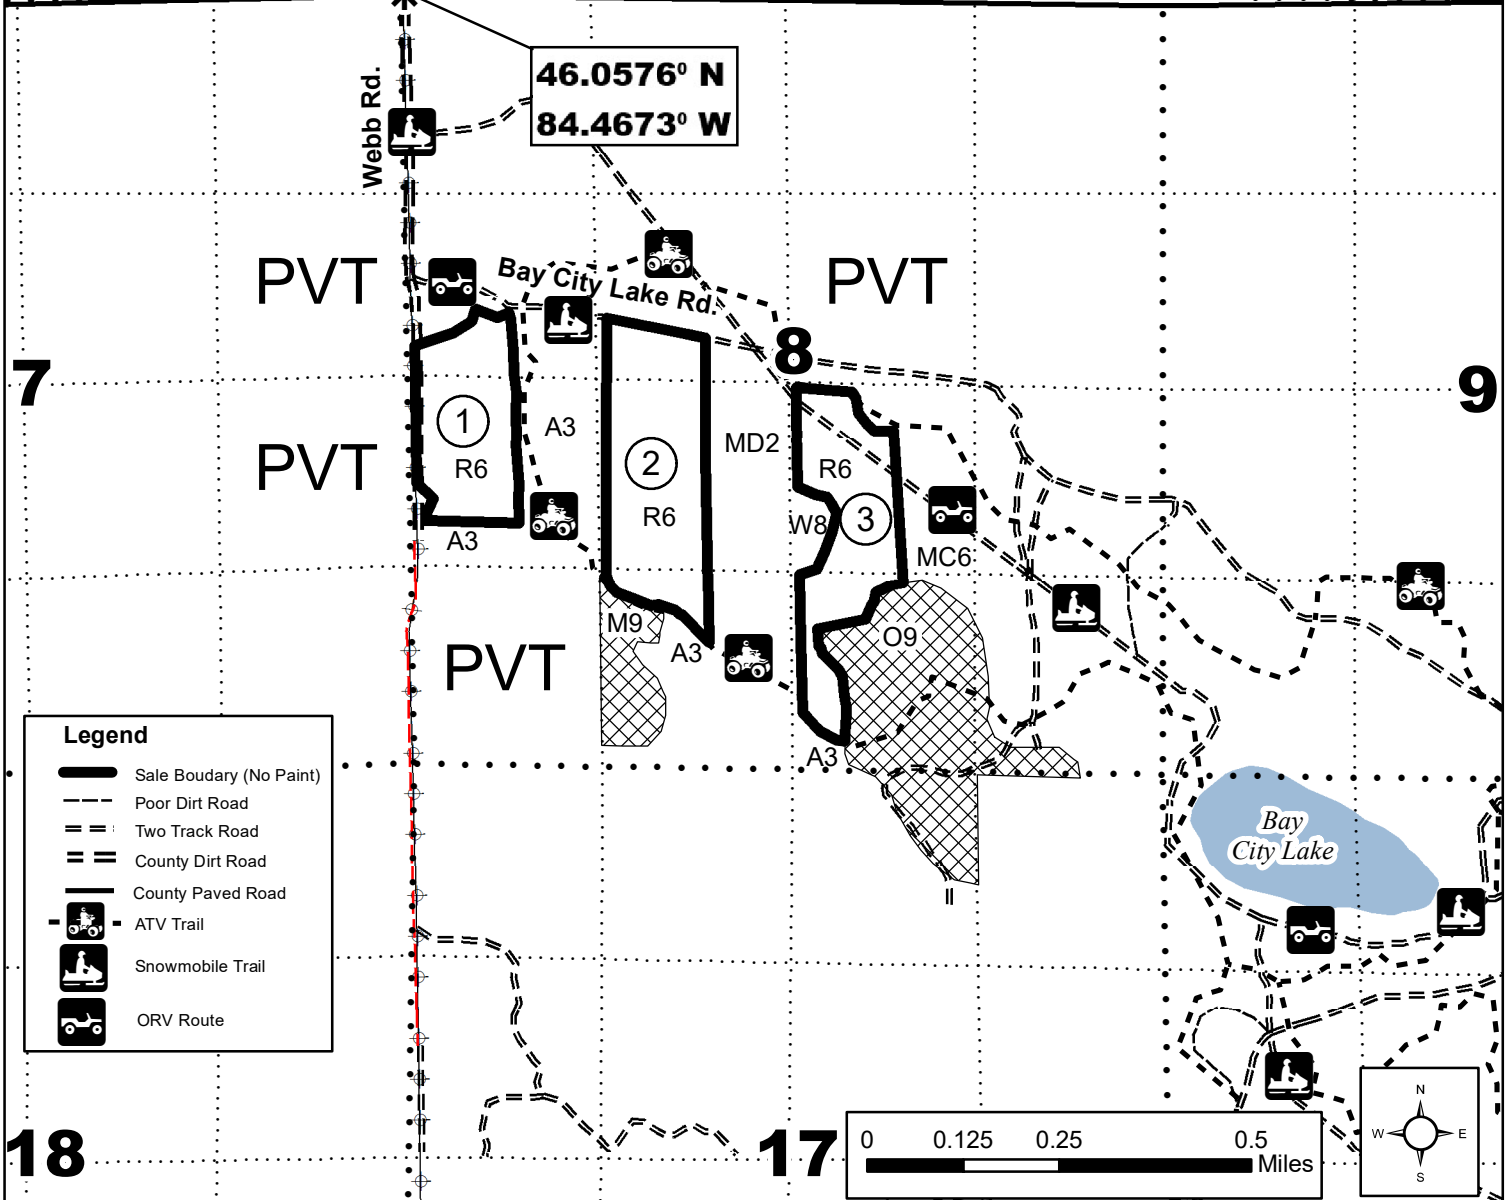 46.0576⁰ N
84.4673⁰ W
Webb Rd.
PVT
Bay City Lake Rd.
PVT
7
8
9
1
R6
A3
2
R6
MD2
R6
W8
3
PVT
A3
MC6
M9
A3
O9
PVT
A3
Legend
Sale Boudary (No Paint)
Poor Dirt Road
Two Track Road
County Dirt Road
County Paved Road
ATV Trail
Snowmobile Trail
ORV Route
Bay
City Lake
18
17
0 0.125 0.25 0.5
Miles
N
W E
S